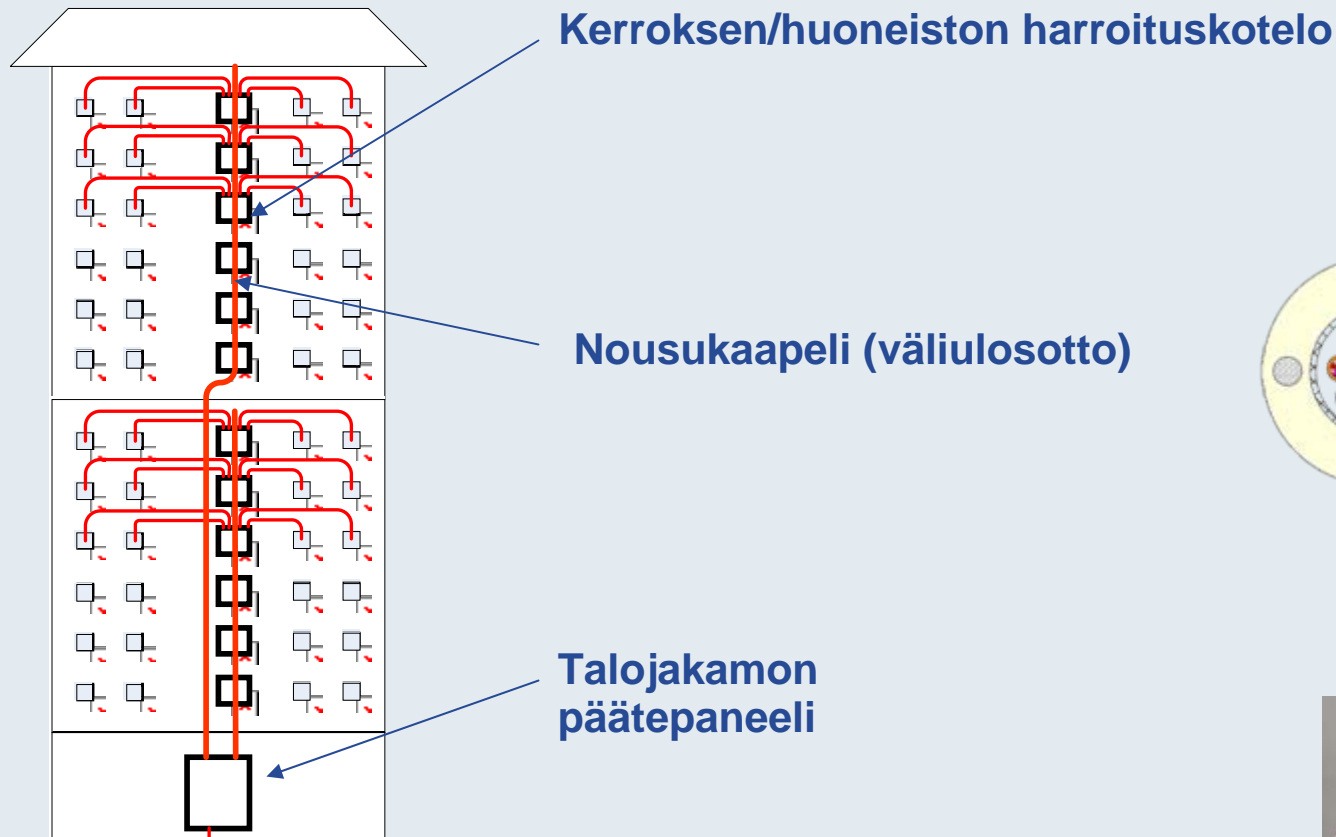 Kerroksen/huoneiston harroituskotelo
Nousukaapeli (väliulosotto)
Talojakamon
päätepaneeli